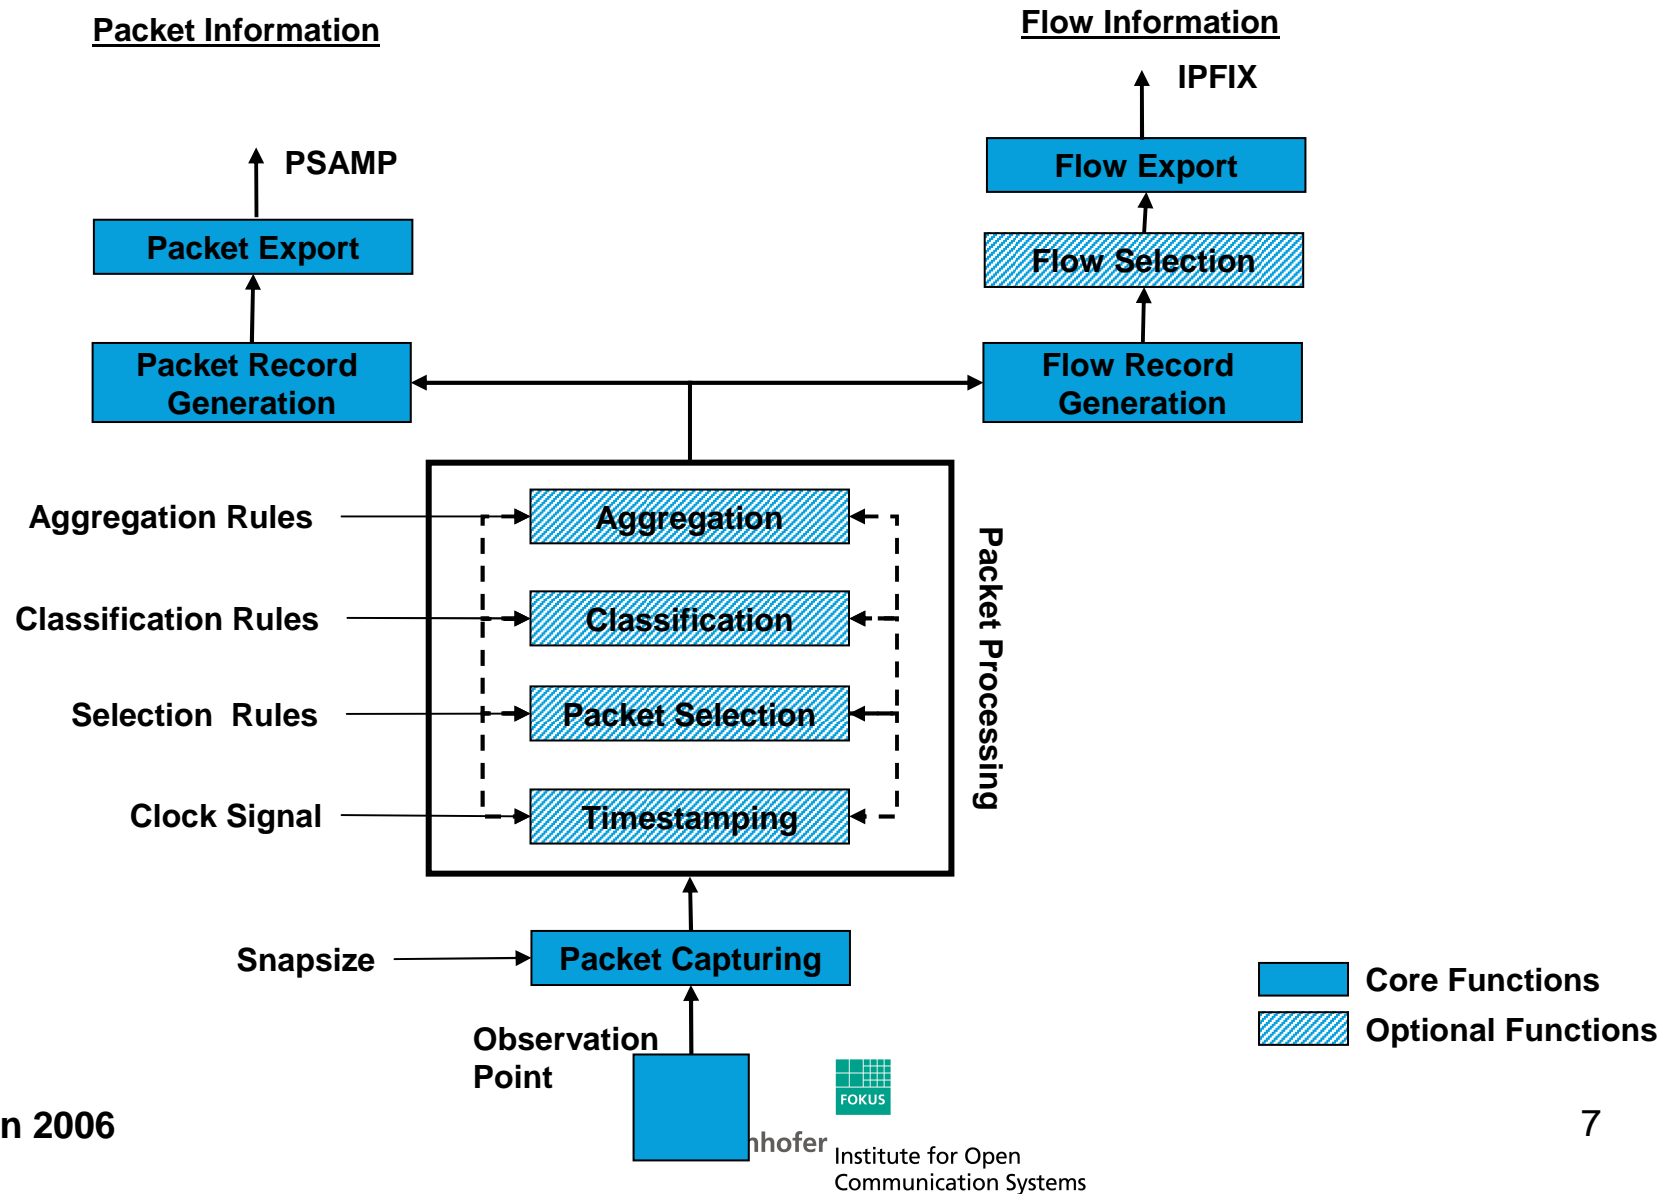 Packet Information
Flow Information
IPFIX
PSAMP
Flow Export
Packet Export
Flow Selection
Packet Record
Generation
Flow Record
Generation
Aggregation Rules
Aggregation
Classification Rules
Classification
Selection Rules
Packet Selection
Clock Signal
Timestamping
Packet Processing
Snapsize
Packet Capturing
Core Functions
Optional Functions
Observation
Point
FOKUS
n 2006
nhofer
Institute for Open
Communication Systems
7